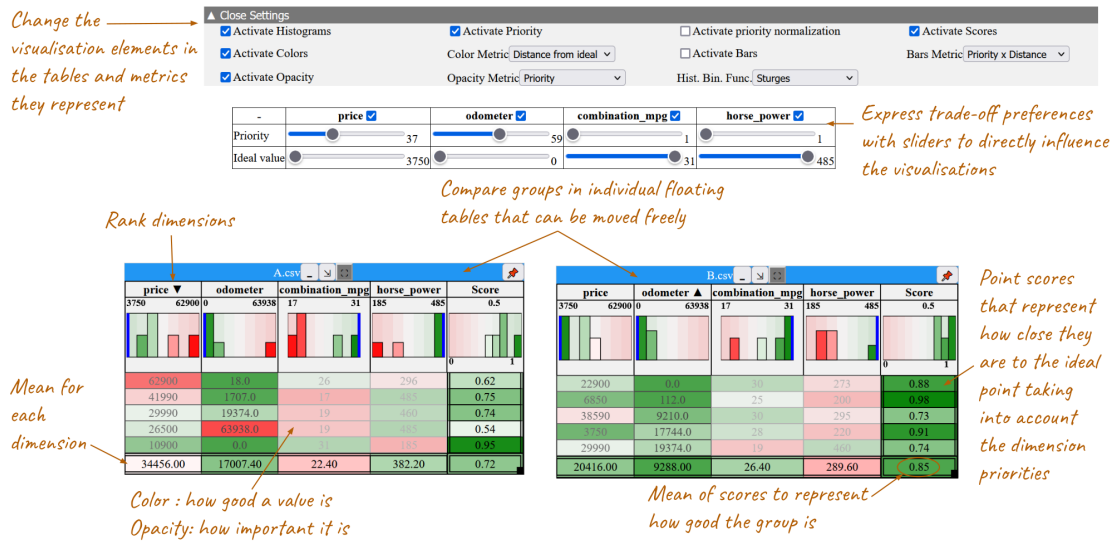 Change the
visualisation elements in
the tables and metrics
they represent
▲ Close Settings
Activate Histograms
Activate Priority
Activate priority normalization
Activate Scores
Activate Colors
Color Metric Distance from ideal
Activate Bars
Bars Metric Priority x Distance
Activate Opacity
Opacity Metric Priority
Hist. Bin. Func. Sturges
- price odometer combination_mpg horse_power
Priority 37 59 1 1
Ideal value 3750 0 31 485
Express trade-off preferences
with sliders to directly influence
the visualisations
Compare groups in individual floating
tables that can be moved freely
Rank dimensions
A.csv
price ▼ odometer combination_mpg horse_power Score
3750 62900 0 63938 17 31 185 485 0.5
0 1
62900 18.0 26 296 0.62
41990 1707.0 17 485 0.75
29990 19374.0 19 460 0.74
26500 63938.0 19 485 0.54
10900 0.0 31 185 0.95
34456.00 17007.40 22.40 382.20 0.72
B.csv
price odometer ▲ combination_mpg horse_power Score
3750 62900 0 63938 17 31 185 485 0.5
0 1
22900 0.0 30 273 0.88
6850 112.0 25 200 0.98
38590 9210.0 30 295 0.73
3750 17744.0 28 220 0.91
29990 19374.0 19 460 0.74
20416.00 9288.00 26.40 289.60 0.85
Mean for
each
dimension
Point scores
that represent
how close they
are to the ideal
point taking
into account
the dimension
priorities
Color : how good a value is
Opacity: how important it is
Mean of scores to represent
how good the group is